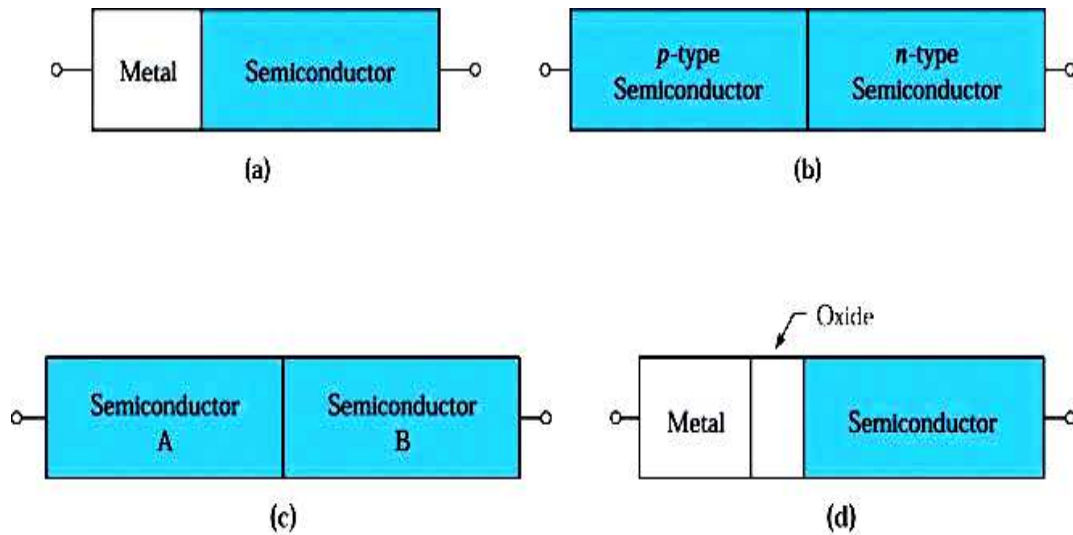 Metal
Semiconductor
(a)
p-type
Semiconductor
n-type
Semiconductor
(b)
Semiconductor
A
Semiconductor
B
(c)
Oxide
Metal
Semiconductor
(d)